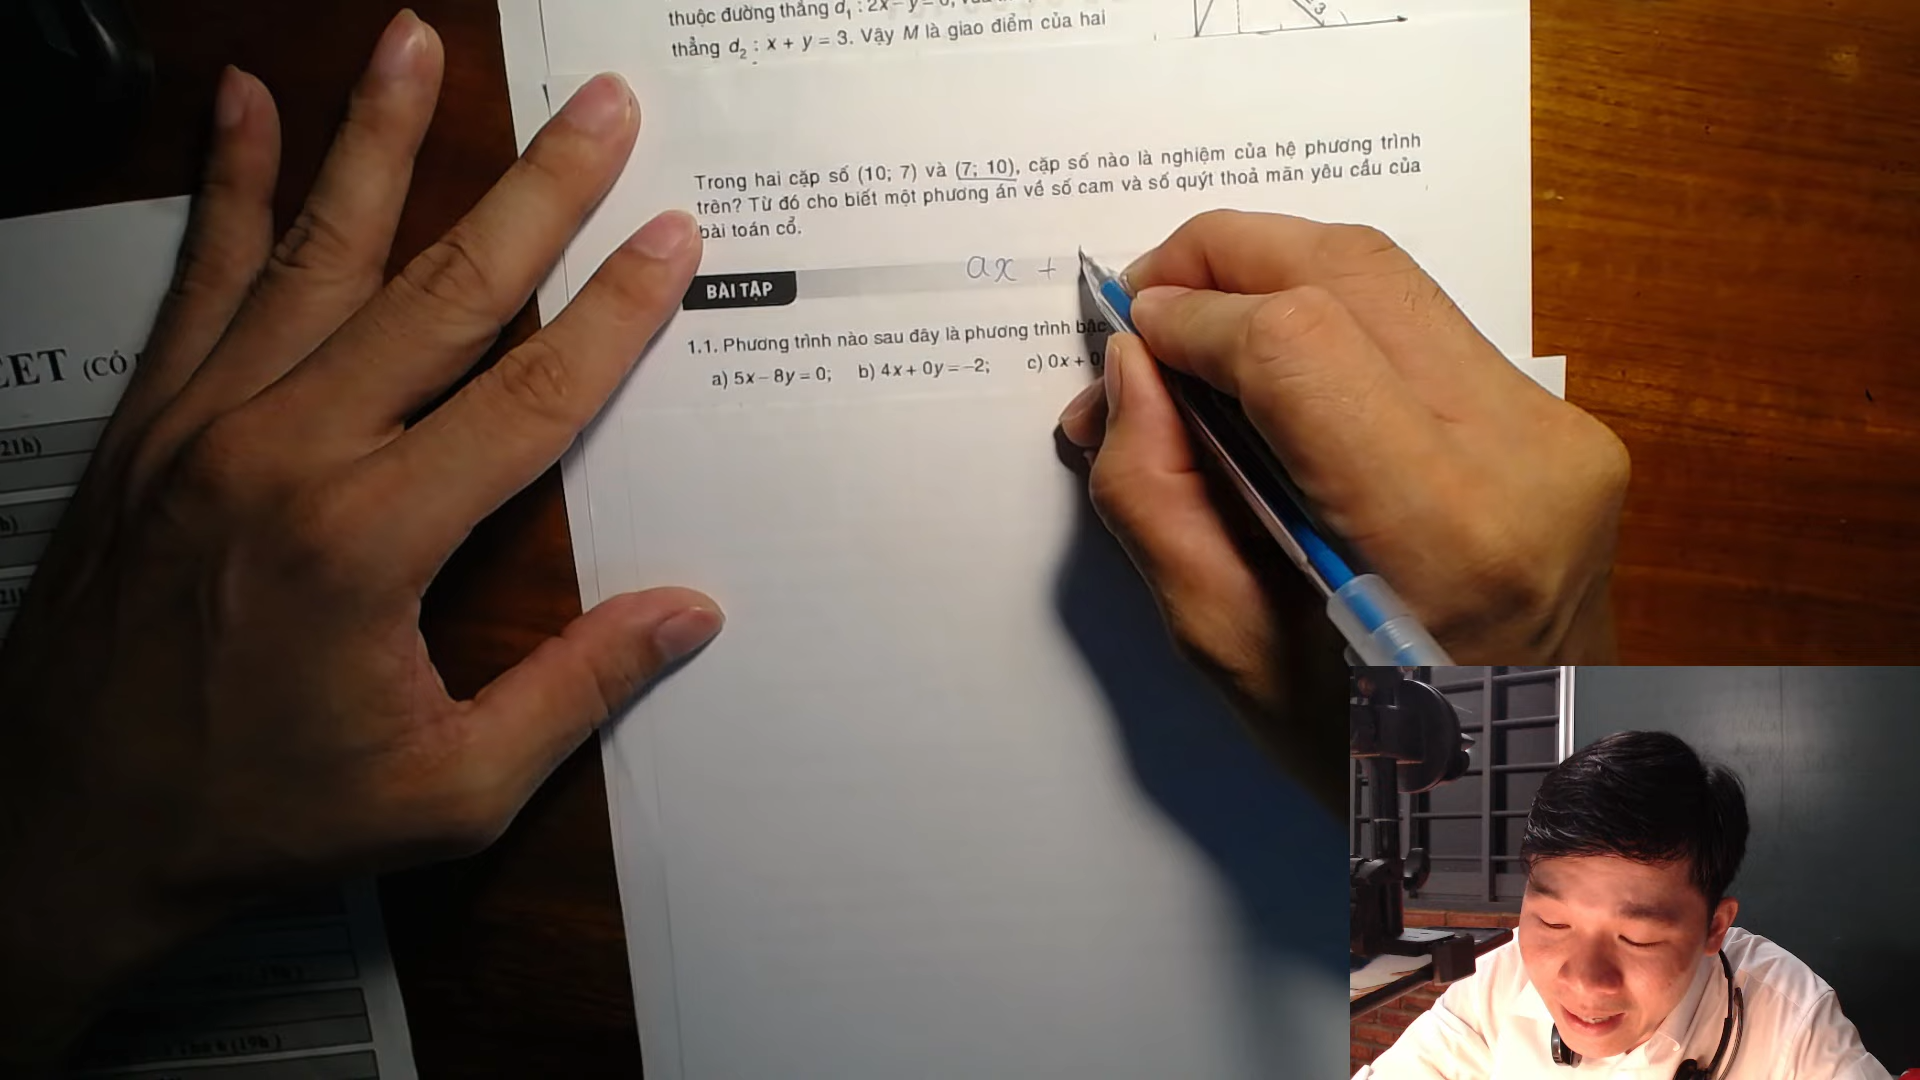 thuộc đường thẳng d₁ : 2x – y = 0,
thẳng d₂ : x + y = 3. Vậy M là giao điểm của hai
Trong hai cặp số (10; 7) và (7; 10), cặp số nào là nghiệm của hệ phương trình
trên? Từ đó cho biết một phương án về số cam và số quýt thoả mãn yêu cầu của
bài toán cổ.
ax +
BÀI TẬP
1.1. Phương trình nào sau đây là phương trình bậc
a) 5x – 8y = 0; b) 4x + 0y = –2; c) 0x + 0
EET (CÓ
21h)
h)
21h
(19h)